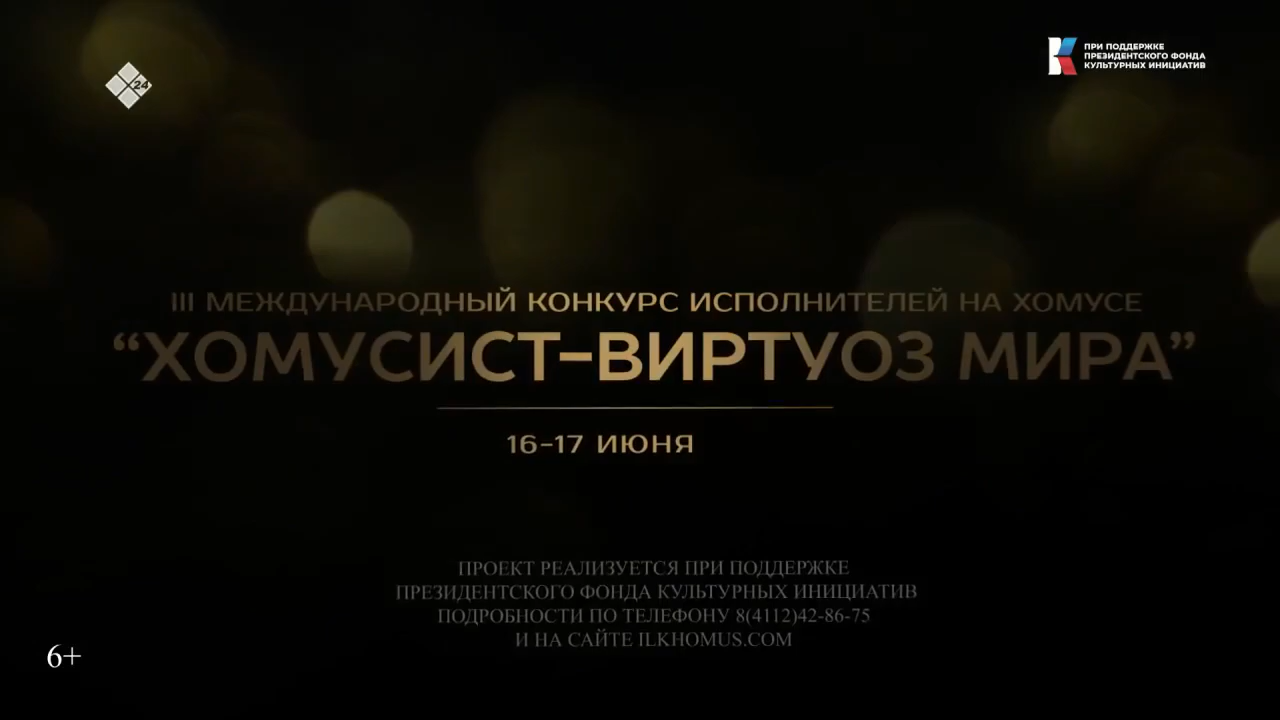 ПРИ ПОДДЕРЖКЕ
ПРЕЗИДЕНТСКОГО ФОНДА
КУЛЬТУРНЫХ ИНИЦИАТИВ
24
III МЕЖДУНАРОДНЫЙ КОНКУРС ИСПОЛНИТЕЛЕЙ НА ХОМУСЕ
“ХОМУСИСТ-ВИРТУОЗ МИРА”
16-17 ИЮНЯ
ПРОЕКТ РЕАЛИЗУЕТСЯ ПРИ ПОДДЕРЖКЕ
ПРЕЗИДЕНТСКОГО ФОНДА КУЛЬТУРНЫХ ИНИЦИАТИВ
ПОДРОБНОСТИ ПО ТЕЛЕФОНУ 8(4112)42-86-75
И НА САЙТЕ ILKHOMUS.COM
6+